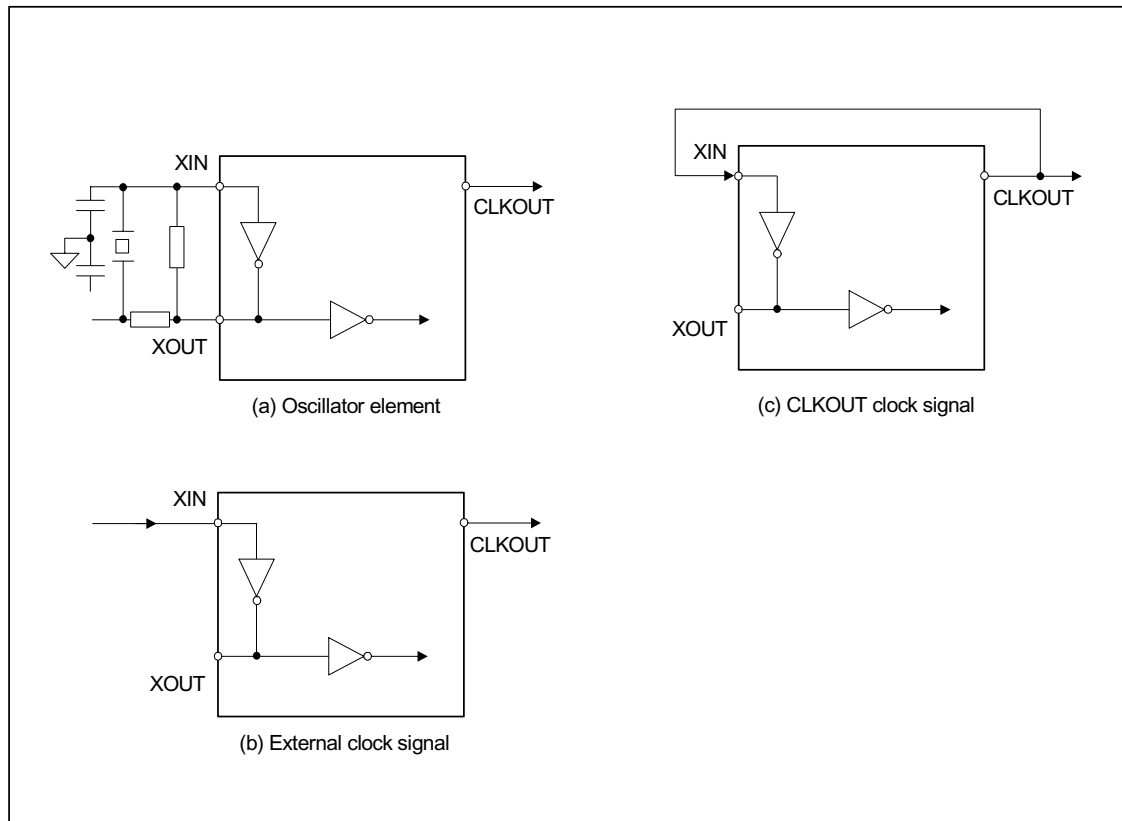 XIN
CLKOUT
XOUT
(a) Oscillator element
XIN
CLKOUT
XOUT
(c) CLKOUT clock signal
XIN
CLKOUT
XOUT
(b) External clock signal